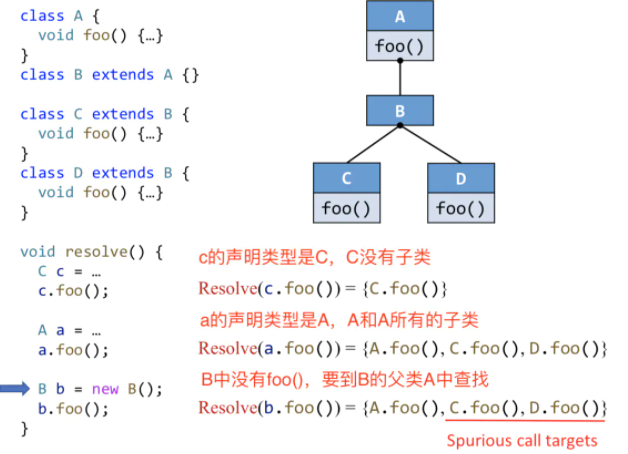 class A {
void foo() {…}
}
class B extends A {}
class C extends B {
void foo() {…}
}
class D extends B {
void foo() {…}
}
A
foo()
B
C
foo()
D
foo()
void resolve() {
C c = …
c.foo();
A a = …
a.foo();
B b = new B();
b.foo();
}
c的声明类型是C，C没有子类
Resolve(c.foo()) = {C.foo()}
a的声明类型是A，A和A所有的子类
Resolve(a.foo()) = {A.foo(), C.foo(), D.foo()}
B中没有foo()，要到B的父类A中查找
Resolve(b.foo()) = {A.foo(), C.foo(), D.foo()}
Spurious call targets